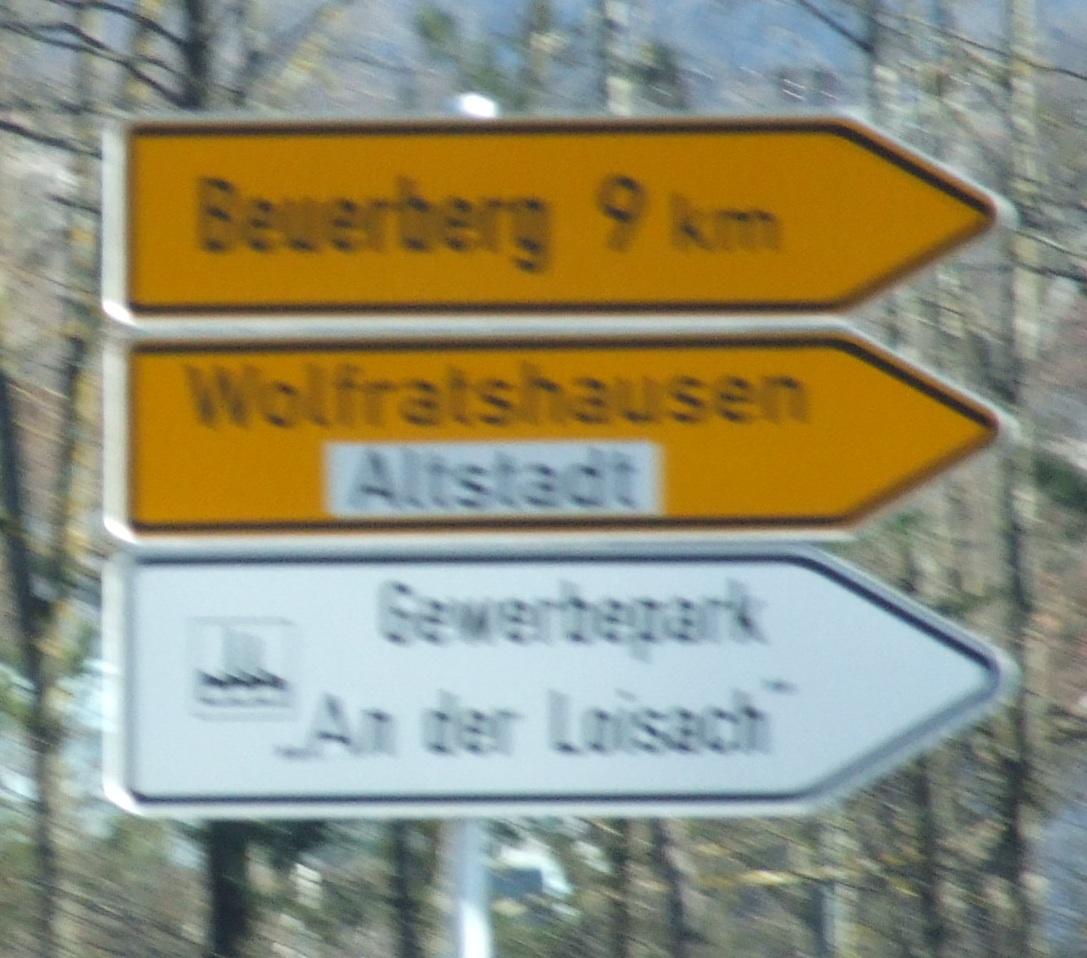 Beuerberg 9 km
Wolfratshausen
Altstadt
Gewerbepark
„An der Loisach“